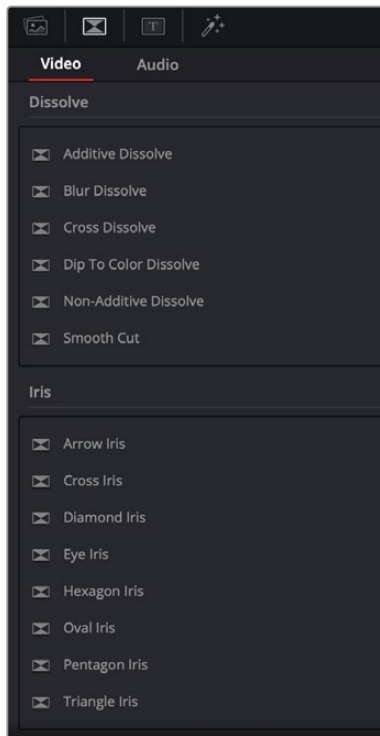 T
Video Audio
Dissolve
Additive Dissolve
Blur Dissolve
Cross Dissolve
Dip To Color Dissolve
Non-Additive Dissolve
Smooth Cut
Iris
Arrow Iris
Cross Iris
Diamond Iris
Eye Iris
Hexagon Iris
Oval Iris
Pentagon Iris
Triangle Iris